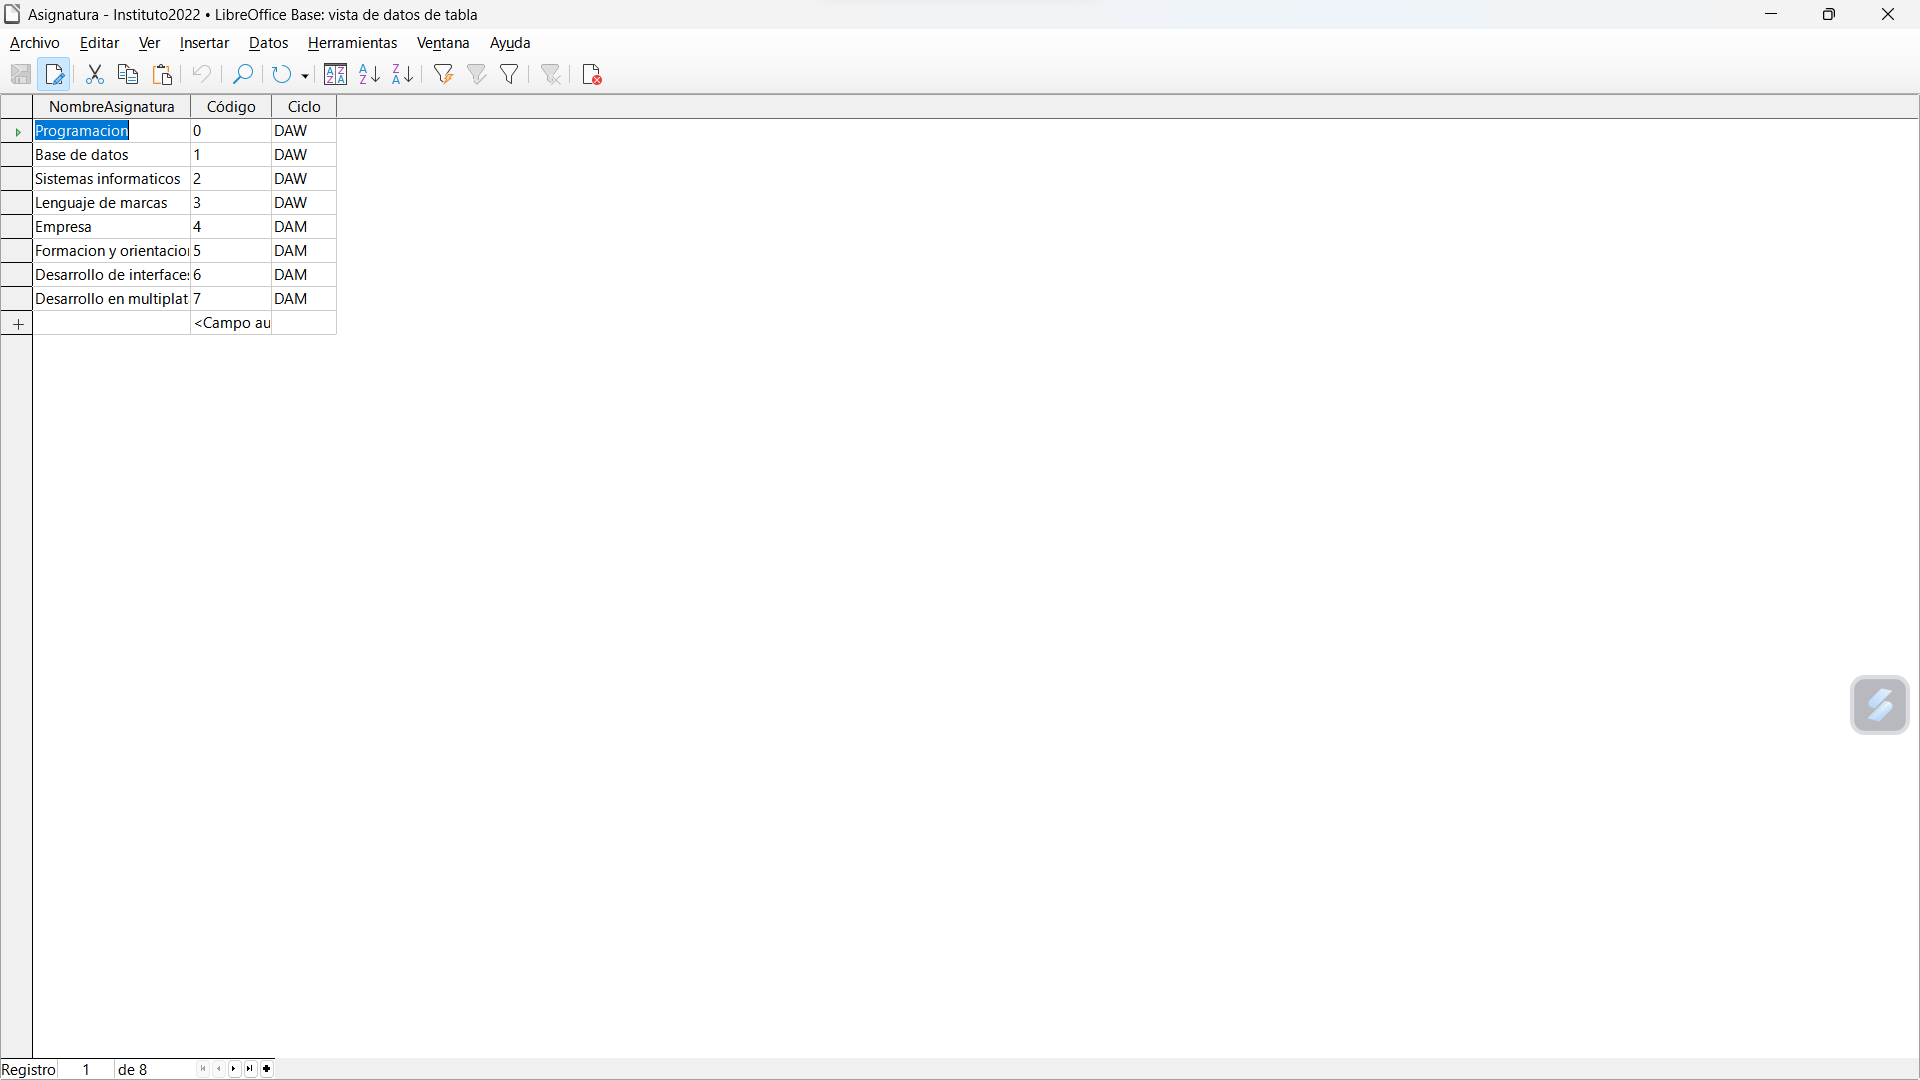 Asignatura - Instituto2022 • LibreOffice Base: vista de datos de tabla
Archivo Editar Ver Insertar Datos Herramientas Ventana Ayuda
NombreAsignatura Código Ciclo
Programacion 0 DAW
Base de datos 1 DAW
Sistemas informaticos 2 DAW
Lenguaje de marcas 3 DAW
Empresa 4 DAM
Formacion y orientacion 5 DAM
Desarrollo de interfaces 6 DAM
Desarrollo en multiplat 7 DAM
<Campo au
Registro 1 de 8